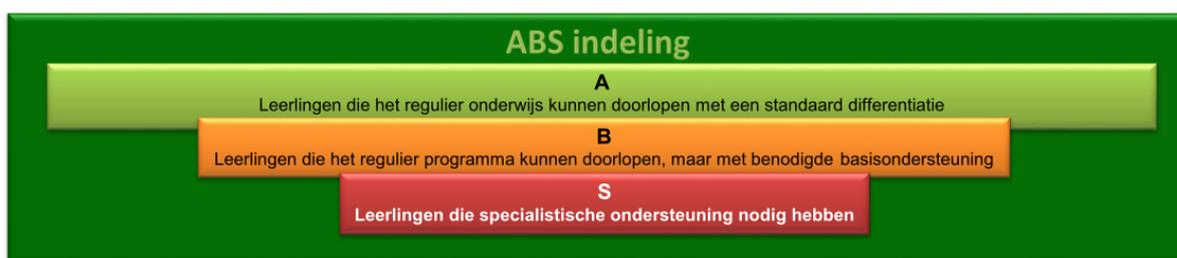 ABS indeling
A
Leerlingen die het regulier onderwijs kunnen doorlopen met een standaard differentiatie
B
Leerlingen die het regulier programma kunnen doorlopen, maar met benodigde basisondersteuning
S
Leerlingen die specialistische ondersteuning nodig hebben